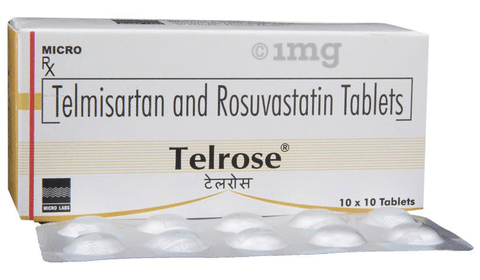 ©1mg
MICRO
Rx
Telmisartan and Rosuvastatin Tablets
Telrose®
टेलरोस
MICRO LABS
10 x 10 Tablets